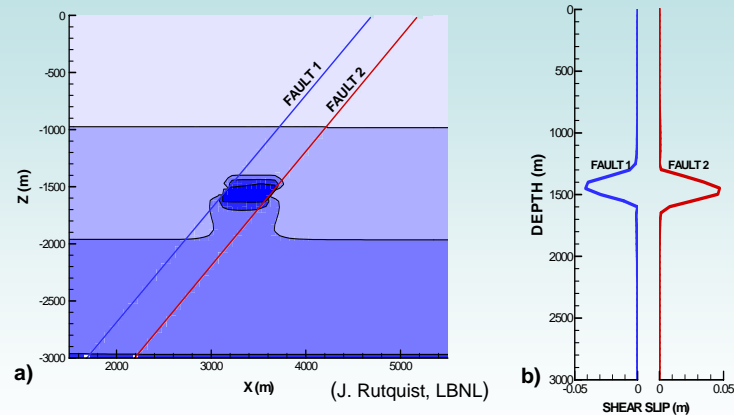 0
-500
-1000
-1500
-2000
-2500
-3000
Z (m)
FAULT 1
FAULT 2
2000 3000 4000 5000
X (m)
a)
(J. Rutquist, LBNL)
0
500
1000
1500
2000
2500
3000
DEPTH (m)
FAULT 1 FAULT 2
-0.05 0 0 0.05
SHEAR SLIP (m)
b)